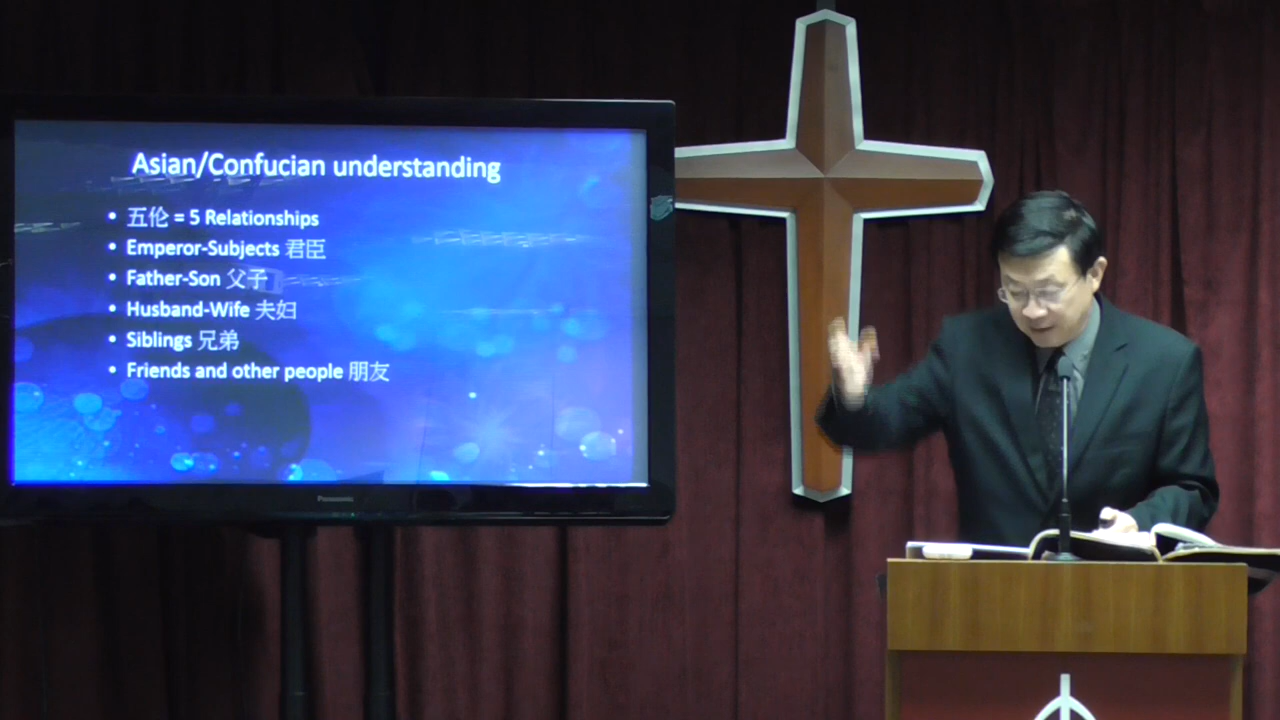 Asian/Confucian understanding
• 五伦 = 5 Relationships
• Emperor-Subjects 君臣
• Father-Son 父子
• Husband-Wife 夫妇
• Siblings 兄弟
• Friends and other people 朋友
Panasonic